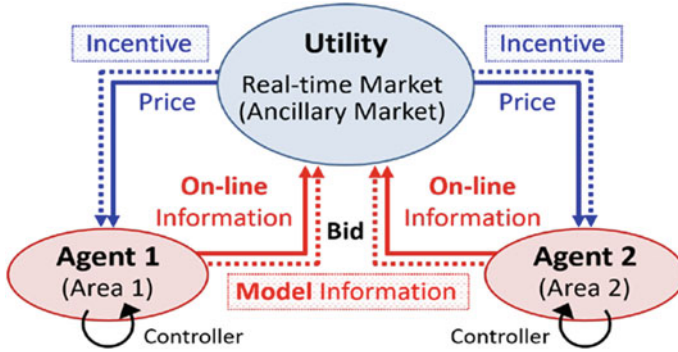 Incentive
Utility
Incentive
Real-time Market
(Ancillary Market)
Price
Price
On-line
Information
On-line
Information
Bid
Agent 1
(Area 1)
Agent 2
(Area 2)
Model Information
Controller
Controller